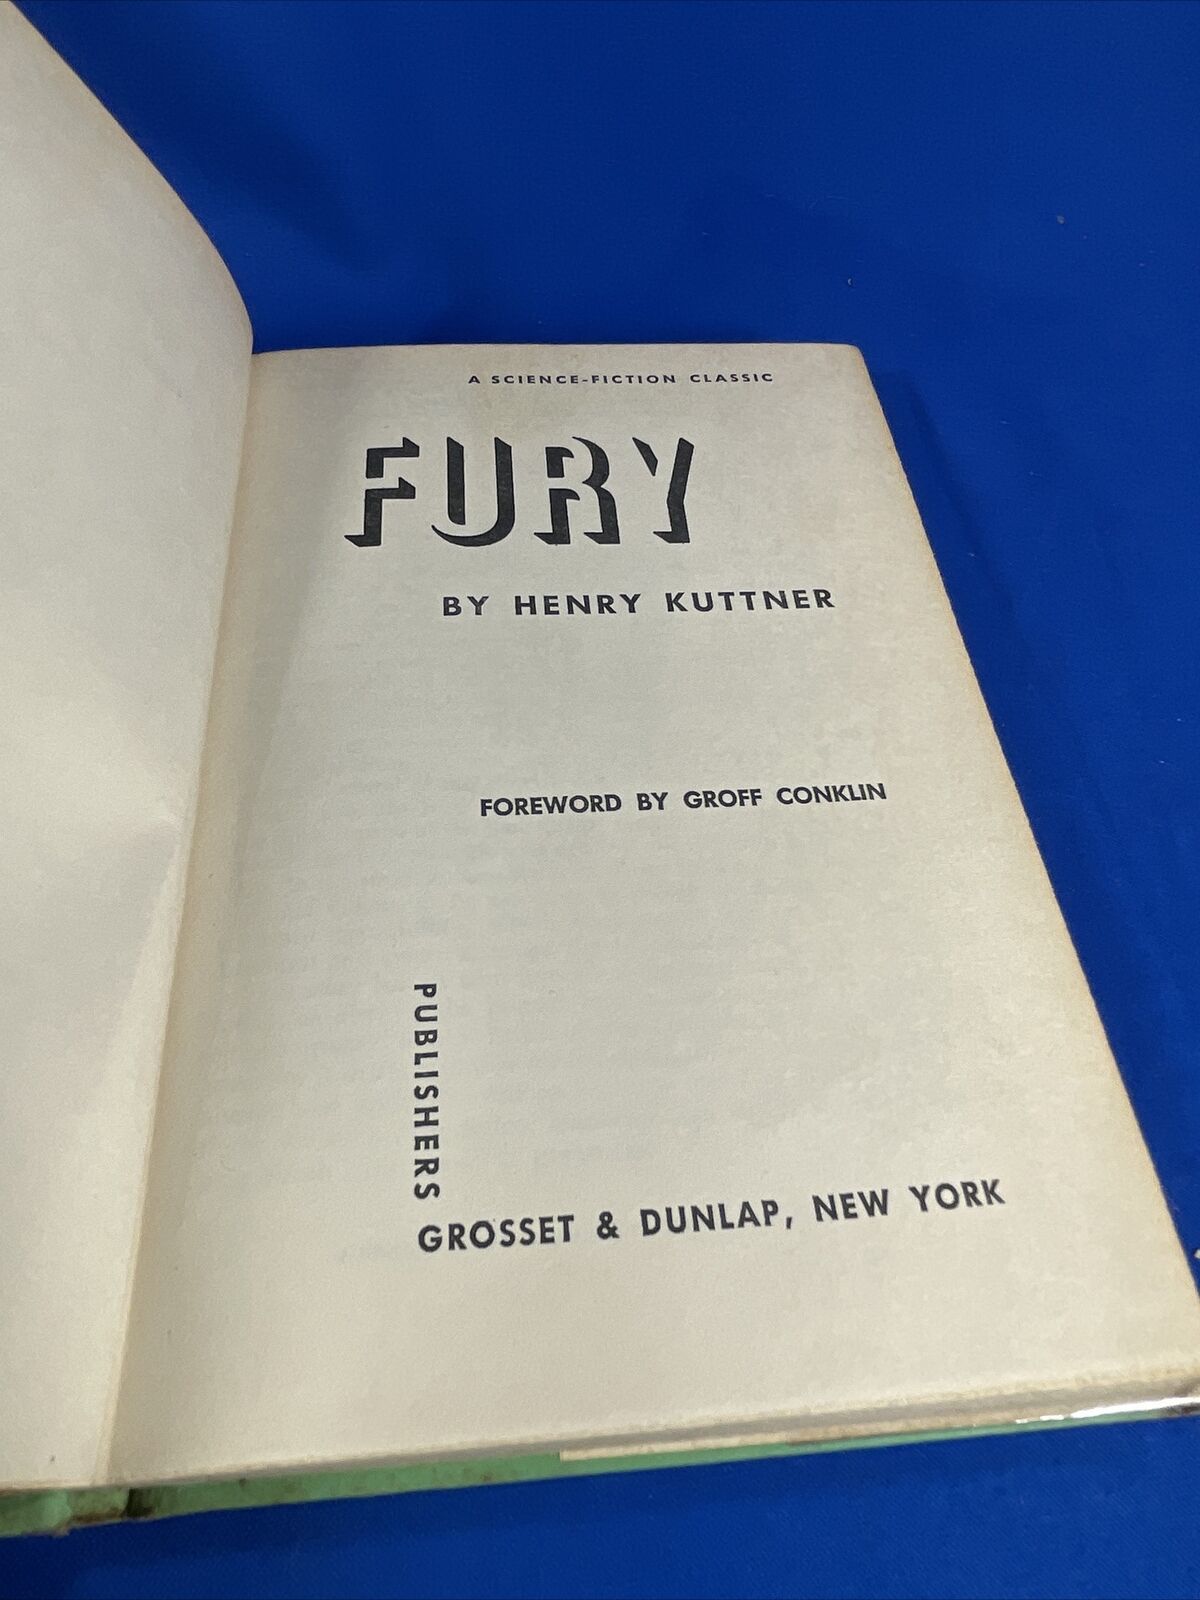 A SCIENCE-FICTION CLASSIC
FURY
BY HENRY KUTTNER
FOREWORD BY GROFF CONKLIN
PUBLISHERS
GROSSET & DUNLAP, NEW YORK